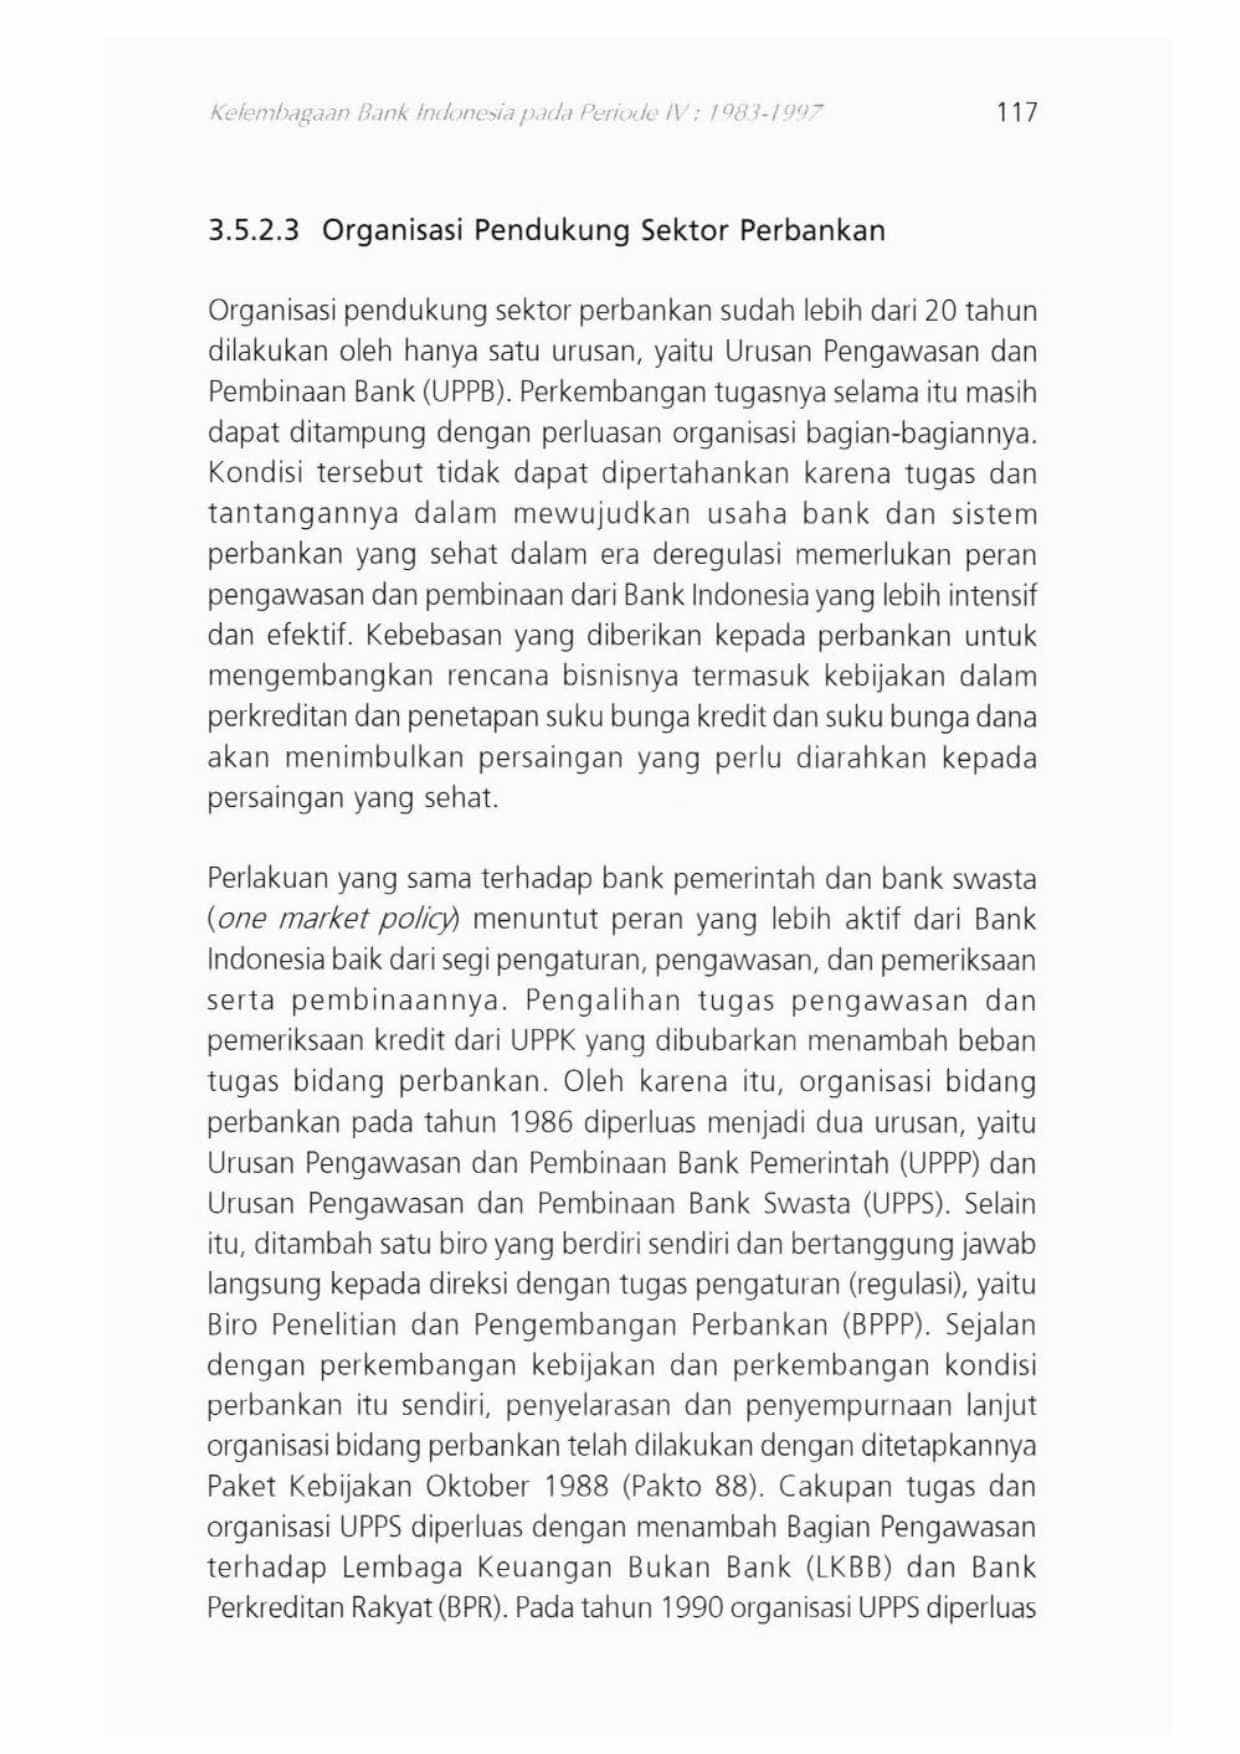 Kelembagaan Bank Indonesia pada Periode IV : 1983-1997 117
3.5.2.3 Organisasi Pendukung Sektor Perbankan
Organisasi pendukung sektor perbankan sudah lebih dari 20 tahun
dilakukan oleh hanya satu urusan, yaitu Urusan Pengawasan dan
Pembinaan Bank (UPPB). Perkembangan tugasnya selama itu masih
dapat ditampung dengan perluasan organisasi bagian-bagiannya.
Kondisi tersebut tidak dapat dipertahankan karena tugas dan
tantangannya dalam mewujudkan usaha bank dan sistem
perbankan yang sehat dalam era deregulasi memerlukan peran
pengawasan dan pembinaan dari Bank Indonesia yang lebih intensif
dan efektif. Kebebasan yang diberikan kepada perbankan untuk
mengembangkan rencana bisnisnya termasuk kebijakan dalam
perkreditan dan penetapan suku bunga kredit dan suku bunga dana
akan menimbulkan persaingan yang perlu diarahkan kepada
persaingan yang sehat.
Perlakuan yang sama terhadap bank pemerintah dan bank swasta
(one market policy) menuntut peran yang lebih aktif dari Bank
Indonesia baik dari segi pengaturan, pengawasan, dan pemeriksaan
serta pembinaannya. Pengalihan tugas pengawasan dan
pemeriksaan kredit dari UPPK yang dibubarkan menambah beban
tugas bidang perbankan. Oleh karena itu, organisasi bidang
perbankan pada tahun 1986 diperluas menjadi dua urusan, yaitu
Urusan Pengawasan dan Pembinaan Bank Pemerintah (UPPP) dan
Urusan Pengawasan dan Pembinaan Bank Swasta (UPPS). Selain
itu, ditambah satu biro yang berdiri sendiri dan bertanggung jawab
langsung kepada direksi dengan tugas pengaturan (regulasi), yaitu
Biro Penelitian dan Pengembangan Perbankan (BPPP). Sejalan
dengan perkembangan kebijakan dan perkembangan kondisi
perbankan itu sendiri, penyelarasan dan penyempurnaan lanjut
organisasi bidang perbankan telah dilakukan dengan ditetapkannya
Paket Kebijakan Oktober 1988 (Pakto 88). Cakupan tugas dan
organisasi UPPS diperluas dengan menambah Bagian Pengawasan
terhadap Lembaga Keuangan Bukan Bank (LKBB) dan Bank
Perkreditan Rakyat (BPR). Pada tahun 1990 organisasi UPPS diperluas